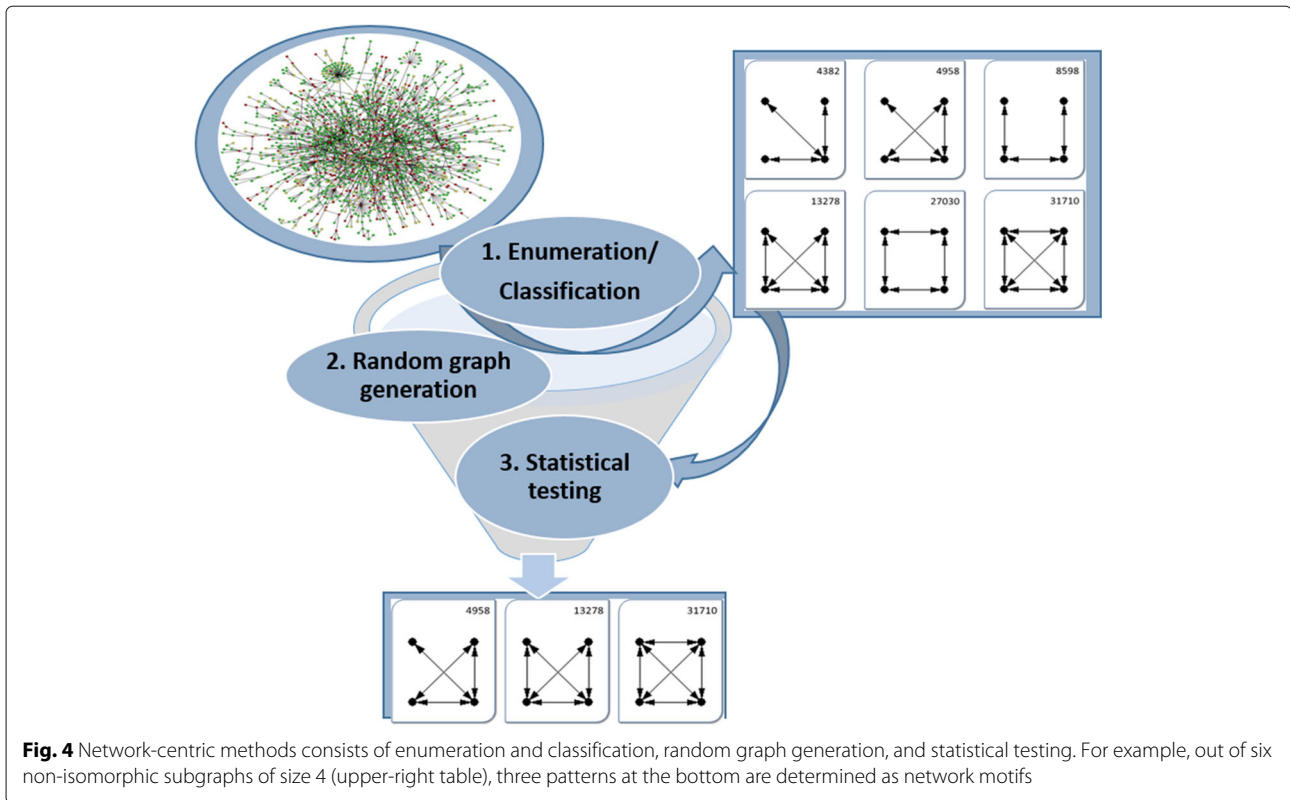 4382
4958
8598
13278
27030
31710
1. Enumeration/
Classification
2. Random graph
generation
3. Statistical
testing
4958
13278
31710
Fig. 4 Network-centric methods consists of enumeration and classification, random graph generation, and statistical testing. For example, out of six
non-isomorphic subgraphs of size 4 (upper-right table), three patterns at the bottom are determined as network motifs